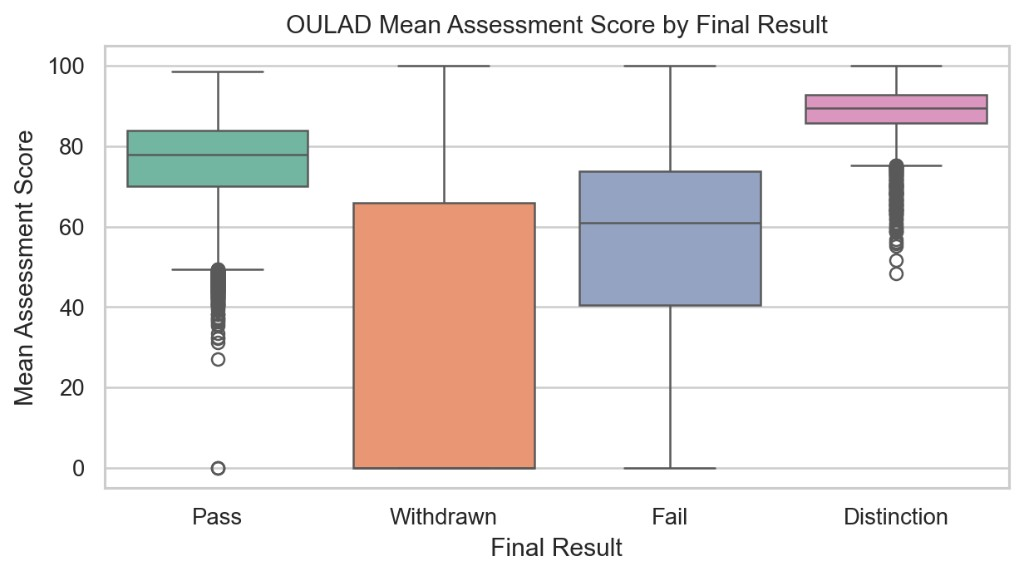 OULAD Mean Assessment Score by Final Result
Mean Assessment Score
100
80
60
40
20
0
Pass Withdrawn Fail Distinction
Final Result